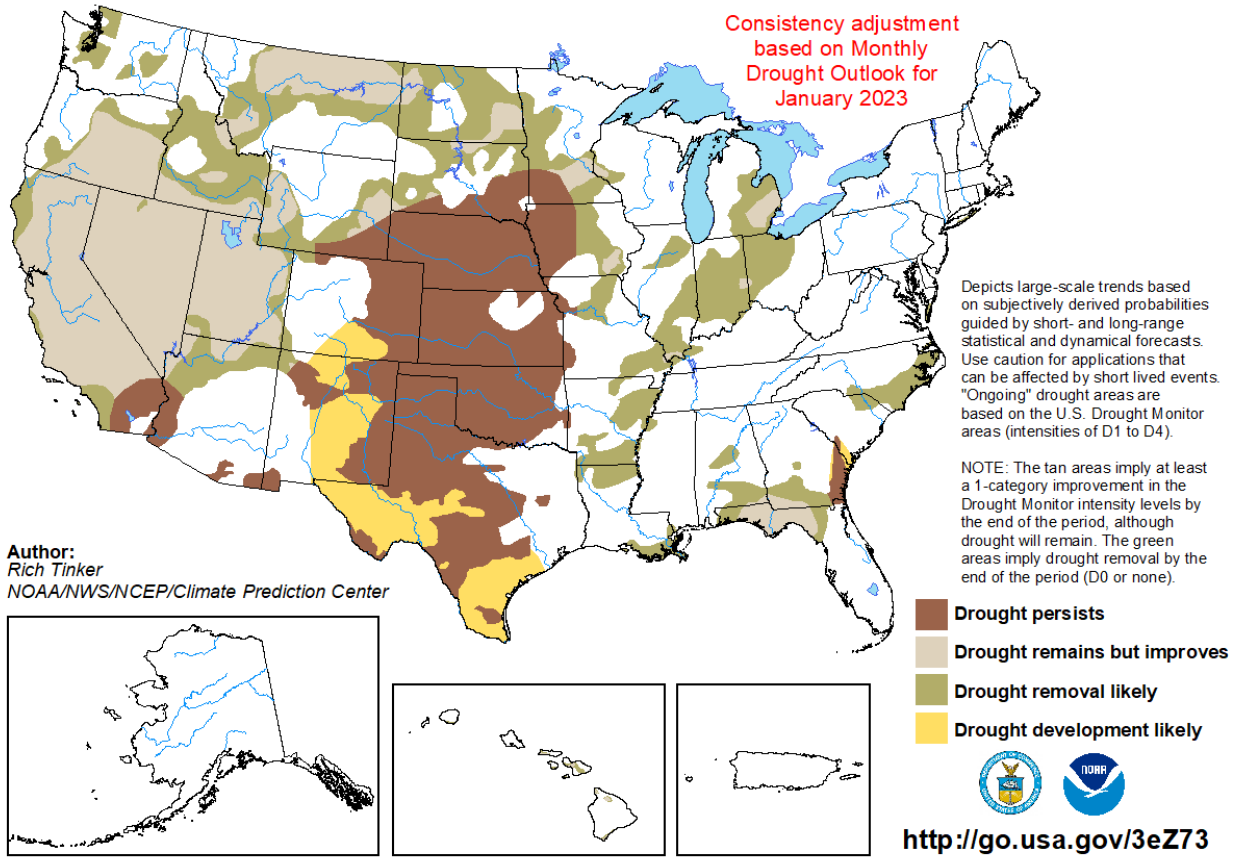 Consistency adjustment
based on Monthly
Drought Outlook for
January 2023
Depicts large-scale trends based
on subjectively derived probabilities
guided by short- and long-range
statistical and dynamical forecasts.
Use caution for applications that
can be affected by short lived events.
"Ongoing" drought areas are
based on the U.S. Drought Monitor
areas (intensities of D1 to D4).
NOTE: The tan areas imply at least
a 1-category improvement in the
Drought Monitor intensity levels by
the end of the period, although
drought will remain. The green
areas imply drought removal by the
end of the period (D0 or none).
Author:
Rich Tinker
NOAA/NWS/NCEP/Climate Prediction Center
Drought persists
Drought remains but improves
Drought removal likely
Drought development likely
NOAA
http://go.usa.gov/3eZ73